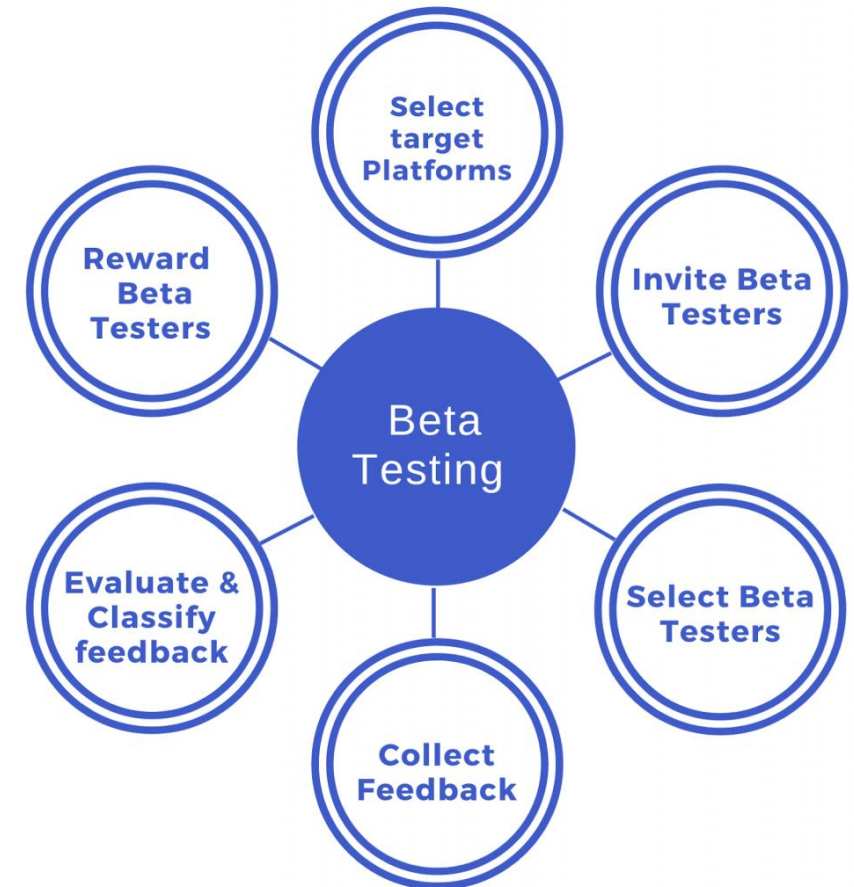 Select
target
Platforms
Invite Beta
Testers
Select Beta
Testers
Collect
Feedback
Evaluate &
Classify
feedback
Reward
Beta
Testers
Beta
Testing